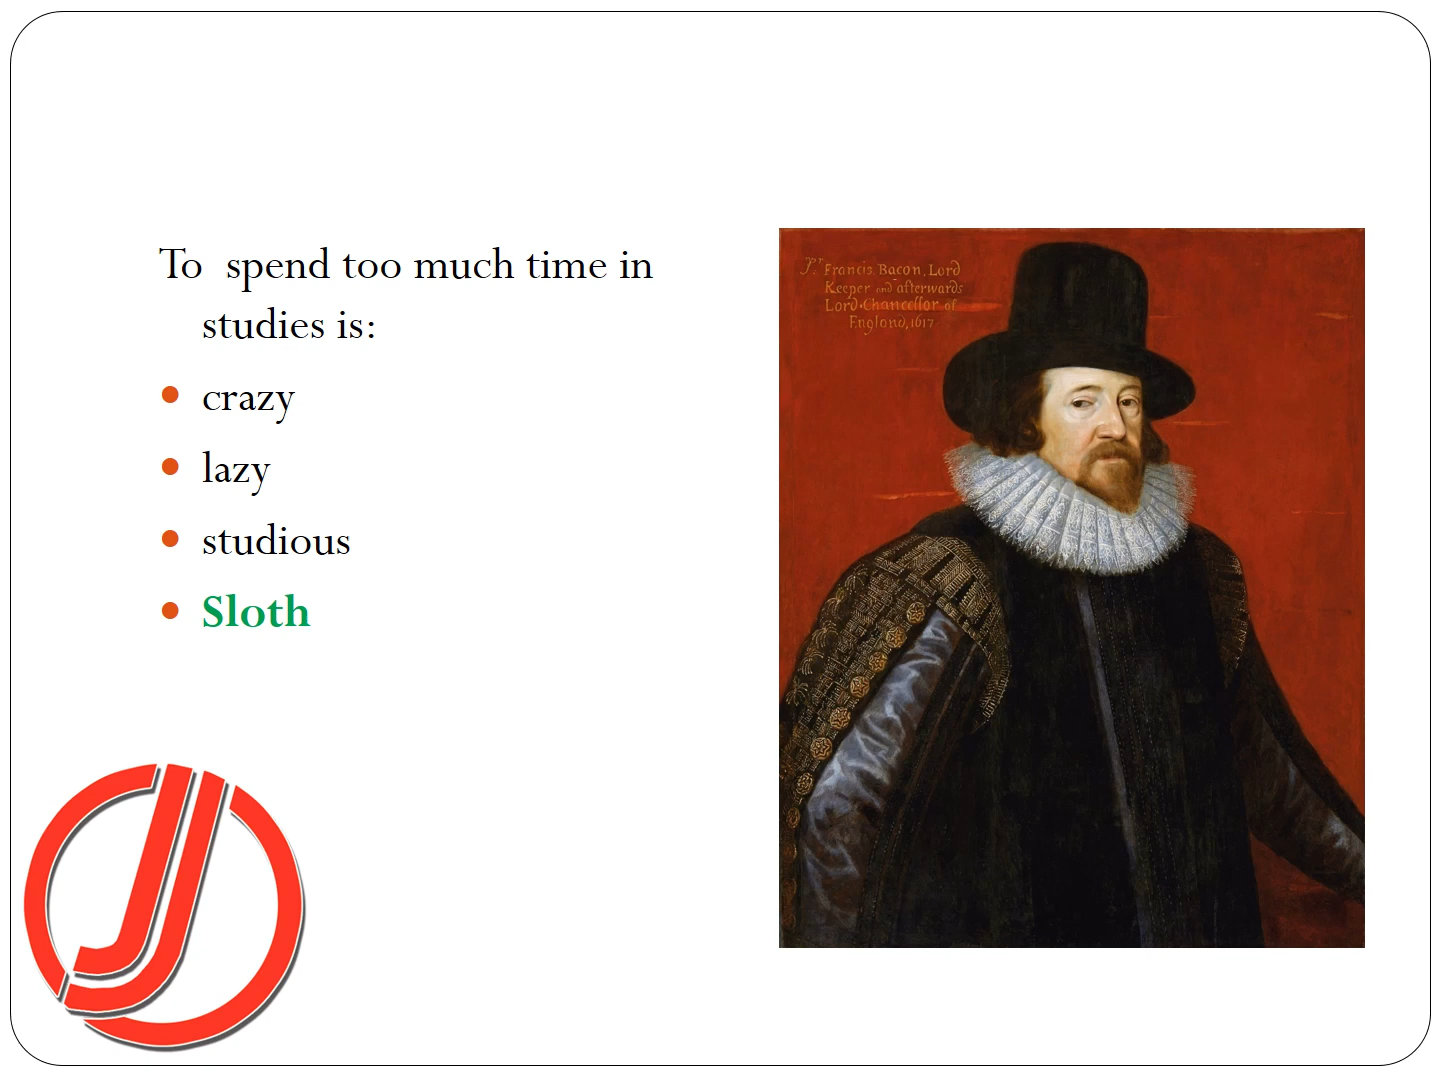 To  spend too much time in
studies is:
crazy
lazy
studious
Sloth
Sr. Francis Bacon, Lord
Keeper and afterwards
Lord Chancellor of
England, 1617